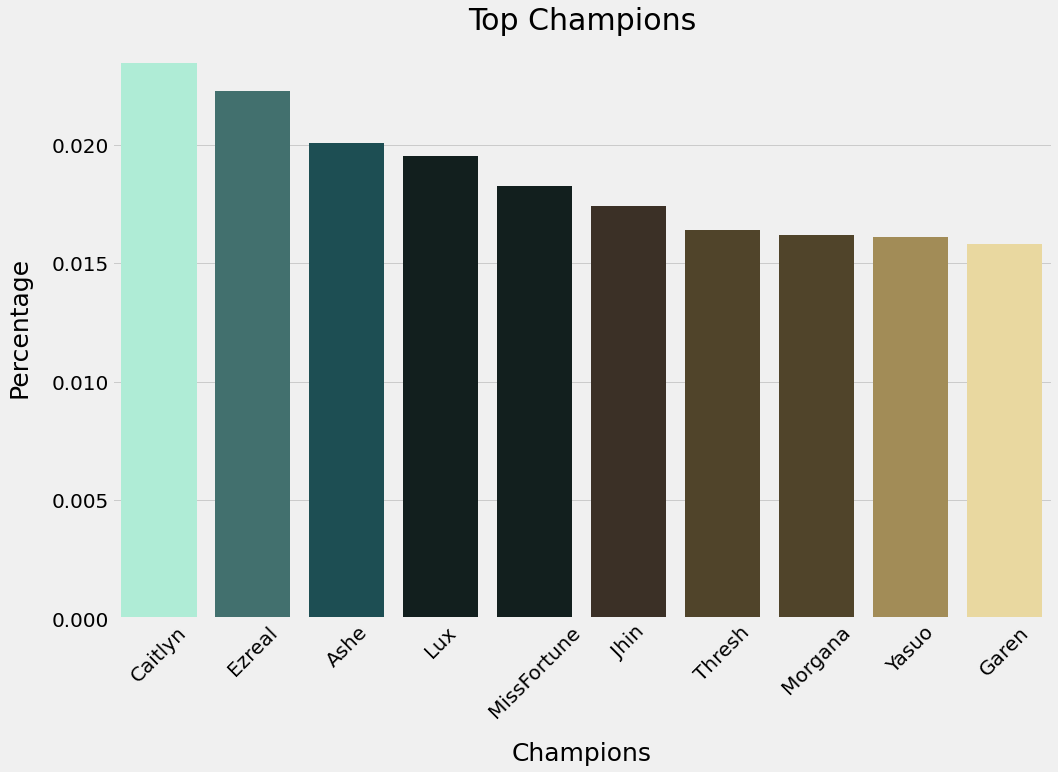 Top Champions
Percentage
0.020
0.015
0.010
0.005
0.000
Caitlyn
Ezreal
Ashe
Lux
MissFortune
Jhin
Thresh
Morgana
Yasuo
Garen
Champions